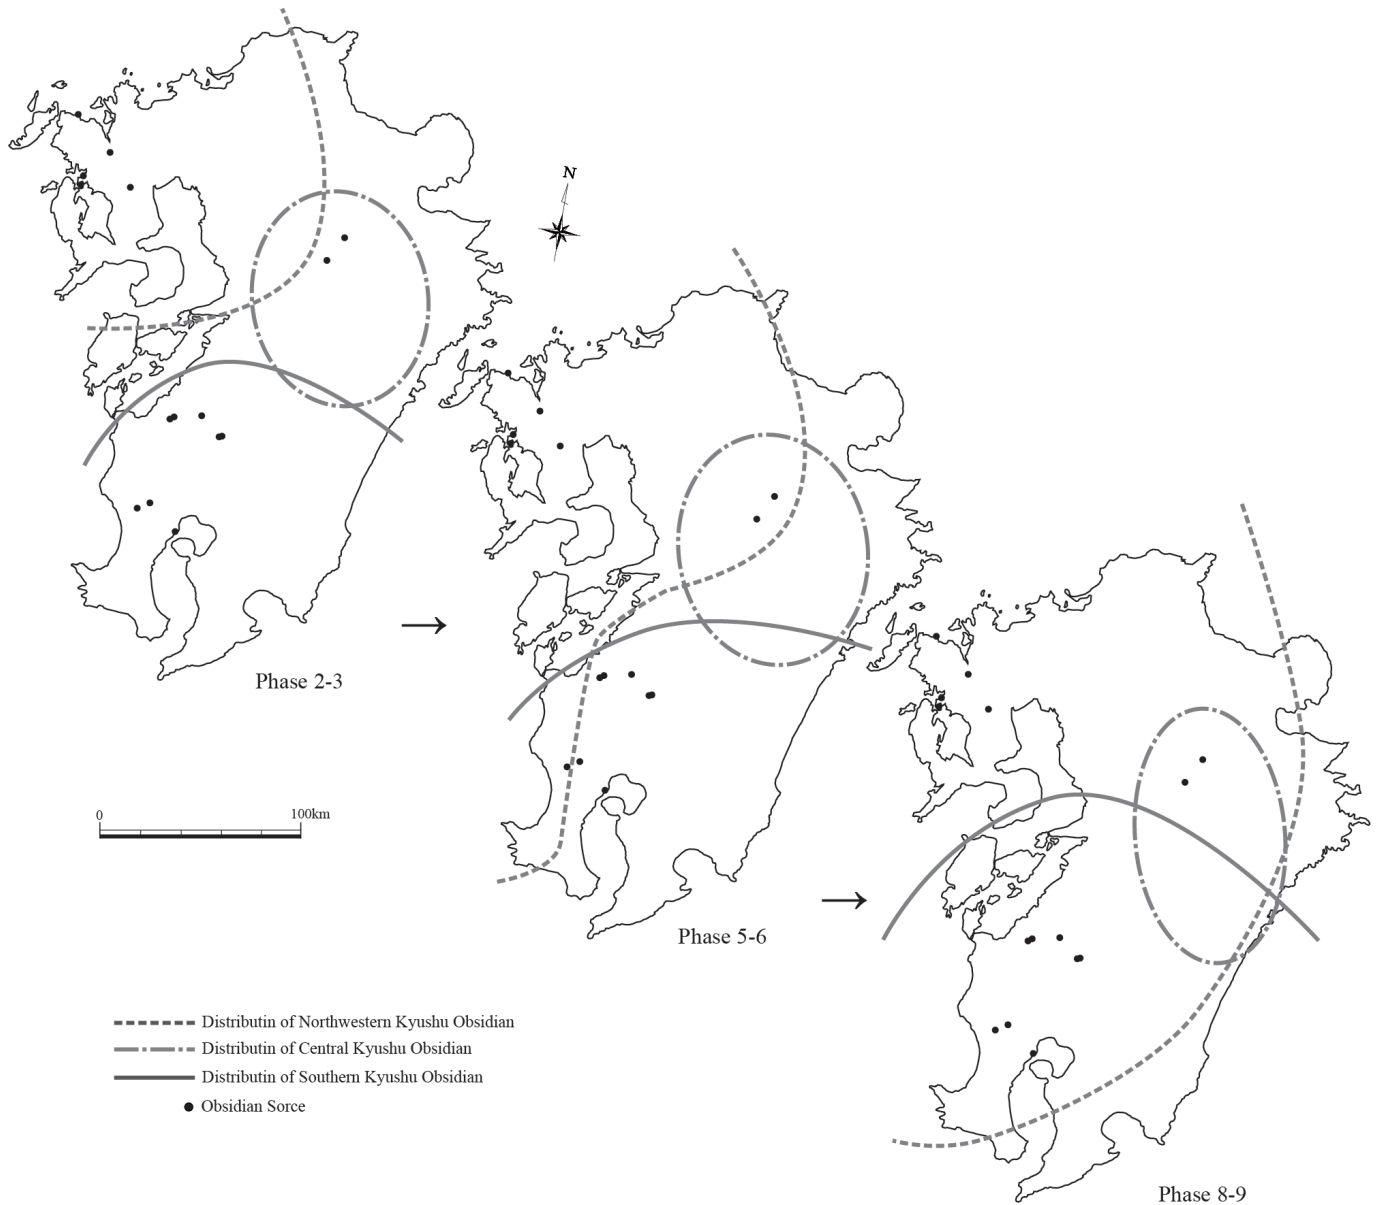 N
Phase 2-3
0 100km
Phase 5-6
Phase 8-9
Distributin of Northwestern Kyushu Obsidian
Distributin of Central Kyushu Obsidian
Distributin of Southern Kyushu Obsidian
Obsidian Sorce